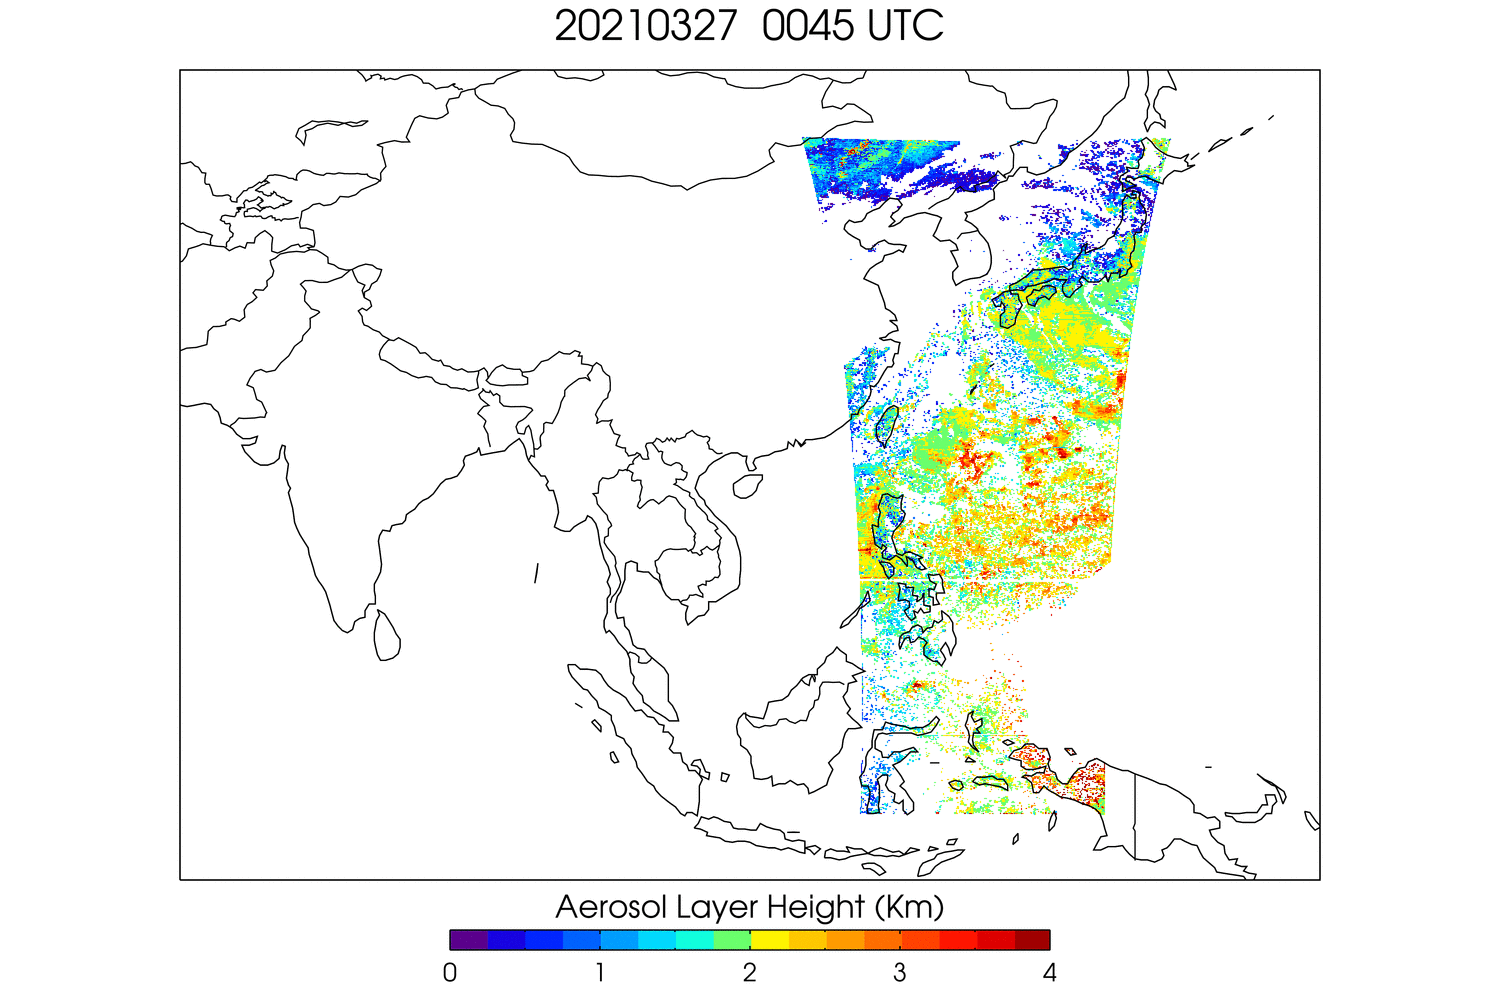 20210327 0045 UTC
Aerosol Layer Height (Km)
0 1 2 3 4